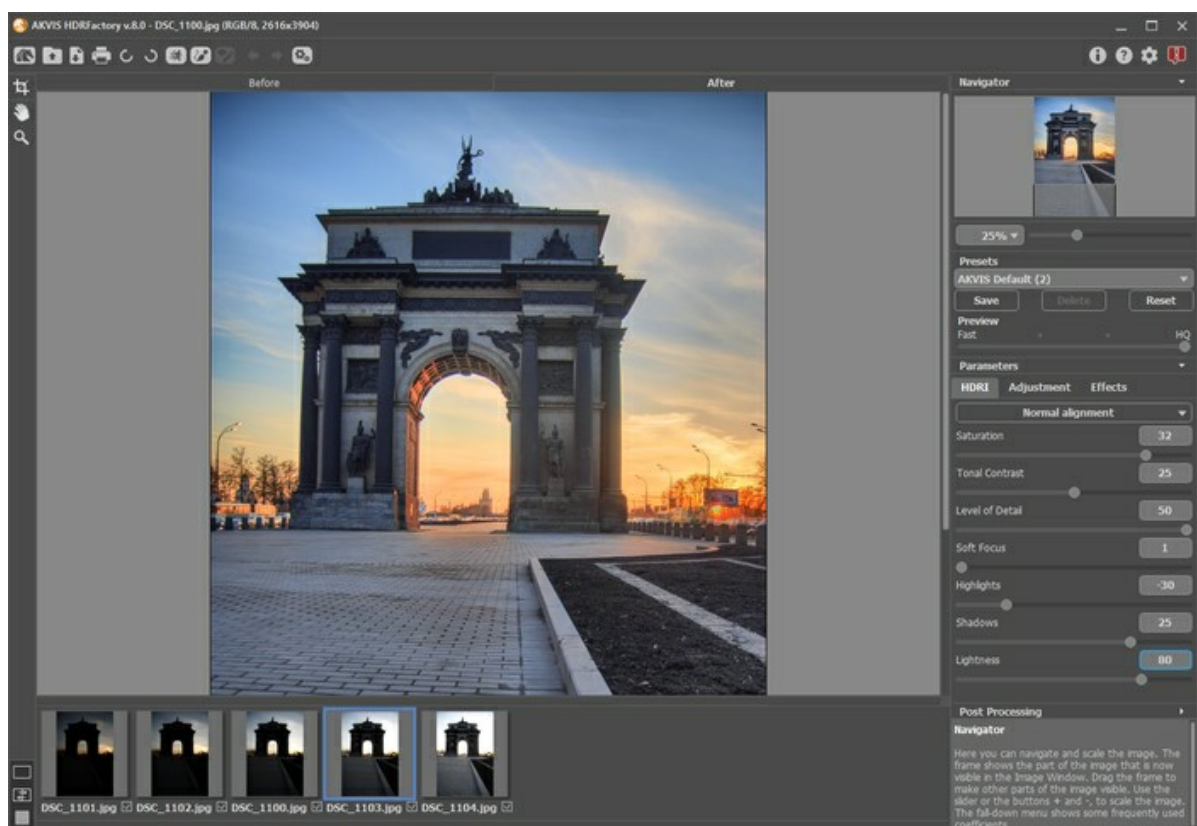 AKVIS HDRFactory v.8.0 - DSC_1100.jpg (RGB/8, 2616x3904)
Before
After
Navigator
25%
Presets
AKVIS Default (2)
Save Delete Reset
Preview
Fast HQ
Parameters
HDRI Adjustment Effects
Normal alignment
Saturation 32
Tonal Contrast 25
Level of Detail 50
Soft Focus 1
Highlights -30
Shadows 25
Lightness 80
Post Processing
Navigator
Here you can navigate and scale the image. The
frame shows the part of the image that is now
visible in the Image Window. Drag the frame to
make other parts of the image visible. Use the
slider or the buttons + and -, to scale the image.
The fall-down menu shows some frequently used
coefficients.
DSC_1101.jpg DSC_1102.jpg DSC_1100.jpg DSC_1103.jpg DSC_1104.jpg